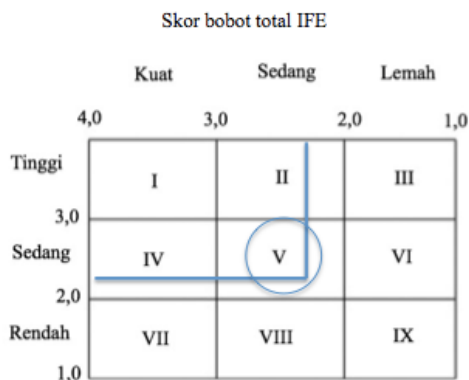 Skor bobot total IFE
Kuat Sedang Lemah
4,0 3,0 2,0 1,0
Tinggi I II III
3,0
Sedang IV V VI
2,0
Rendah VII VIII IX
1,0